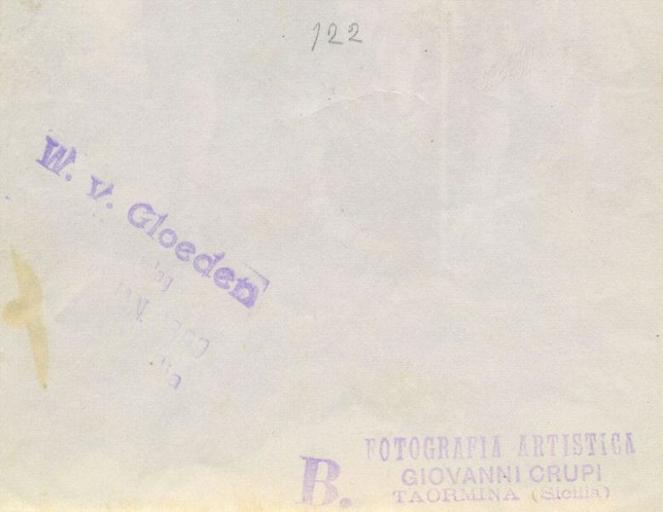 122
W. v. Gloeden
B.
FOTOGRAFIA ARTISTICA
GIOVANNI CRUPI
TAORMINA (Sicilia)